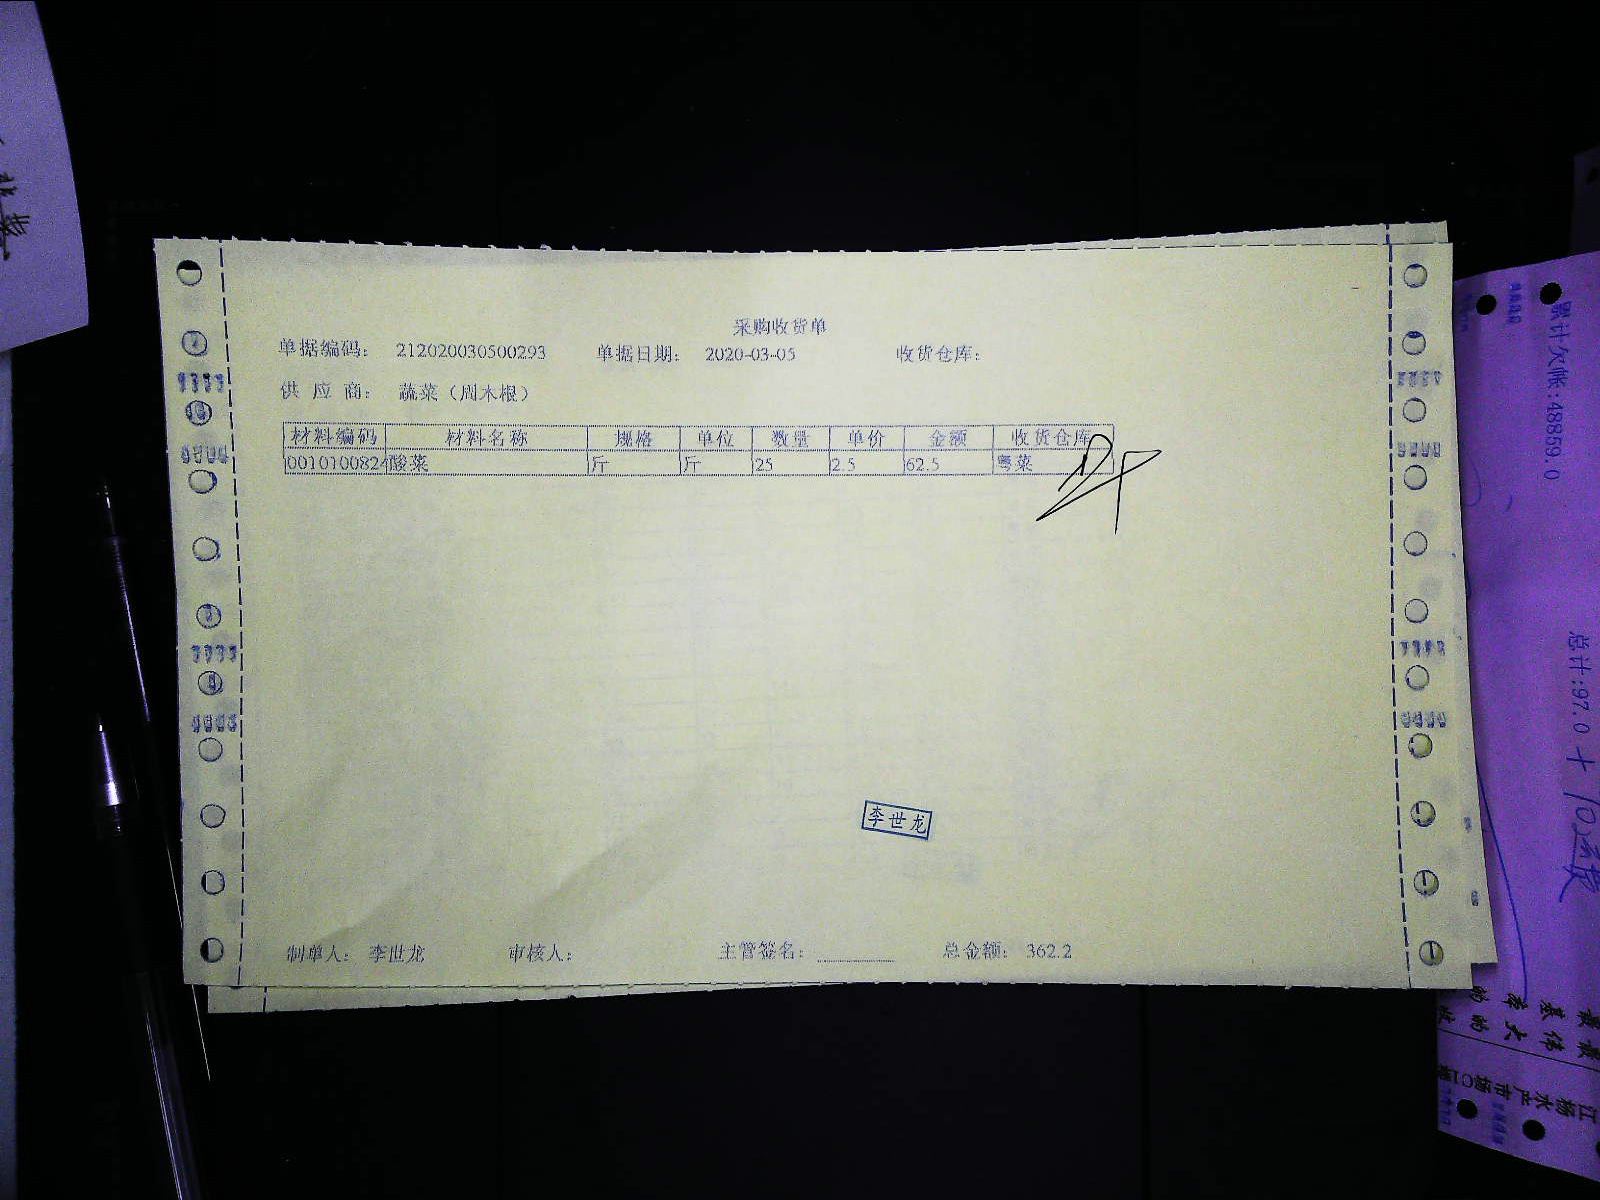 采购收货单
单据编码： 212020030500293 单据日期： 2020-03-05 收货仓库：
供 应 商： 蔬菜（周木根）
材料编码 材料名称 规格 单位 数量 单价 金额 收货仓库
0010100824 酸菜 斤 斤 25 2.5 62.5 粤菜
李世龙
制单人： 李世龙 审核人： 主管签名： 总金额： 362.2
累计欠帐:48859.0
总计:97.0 +